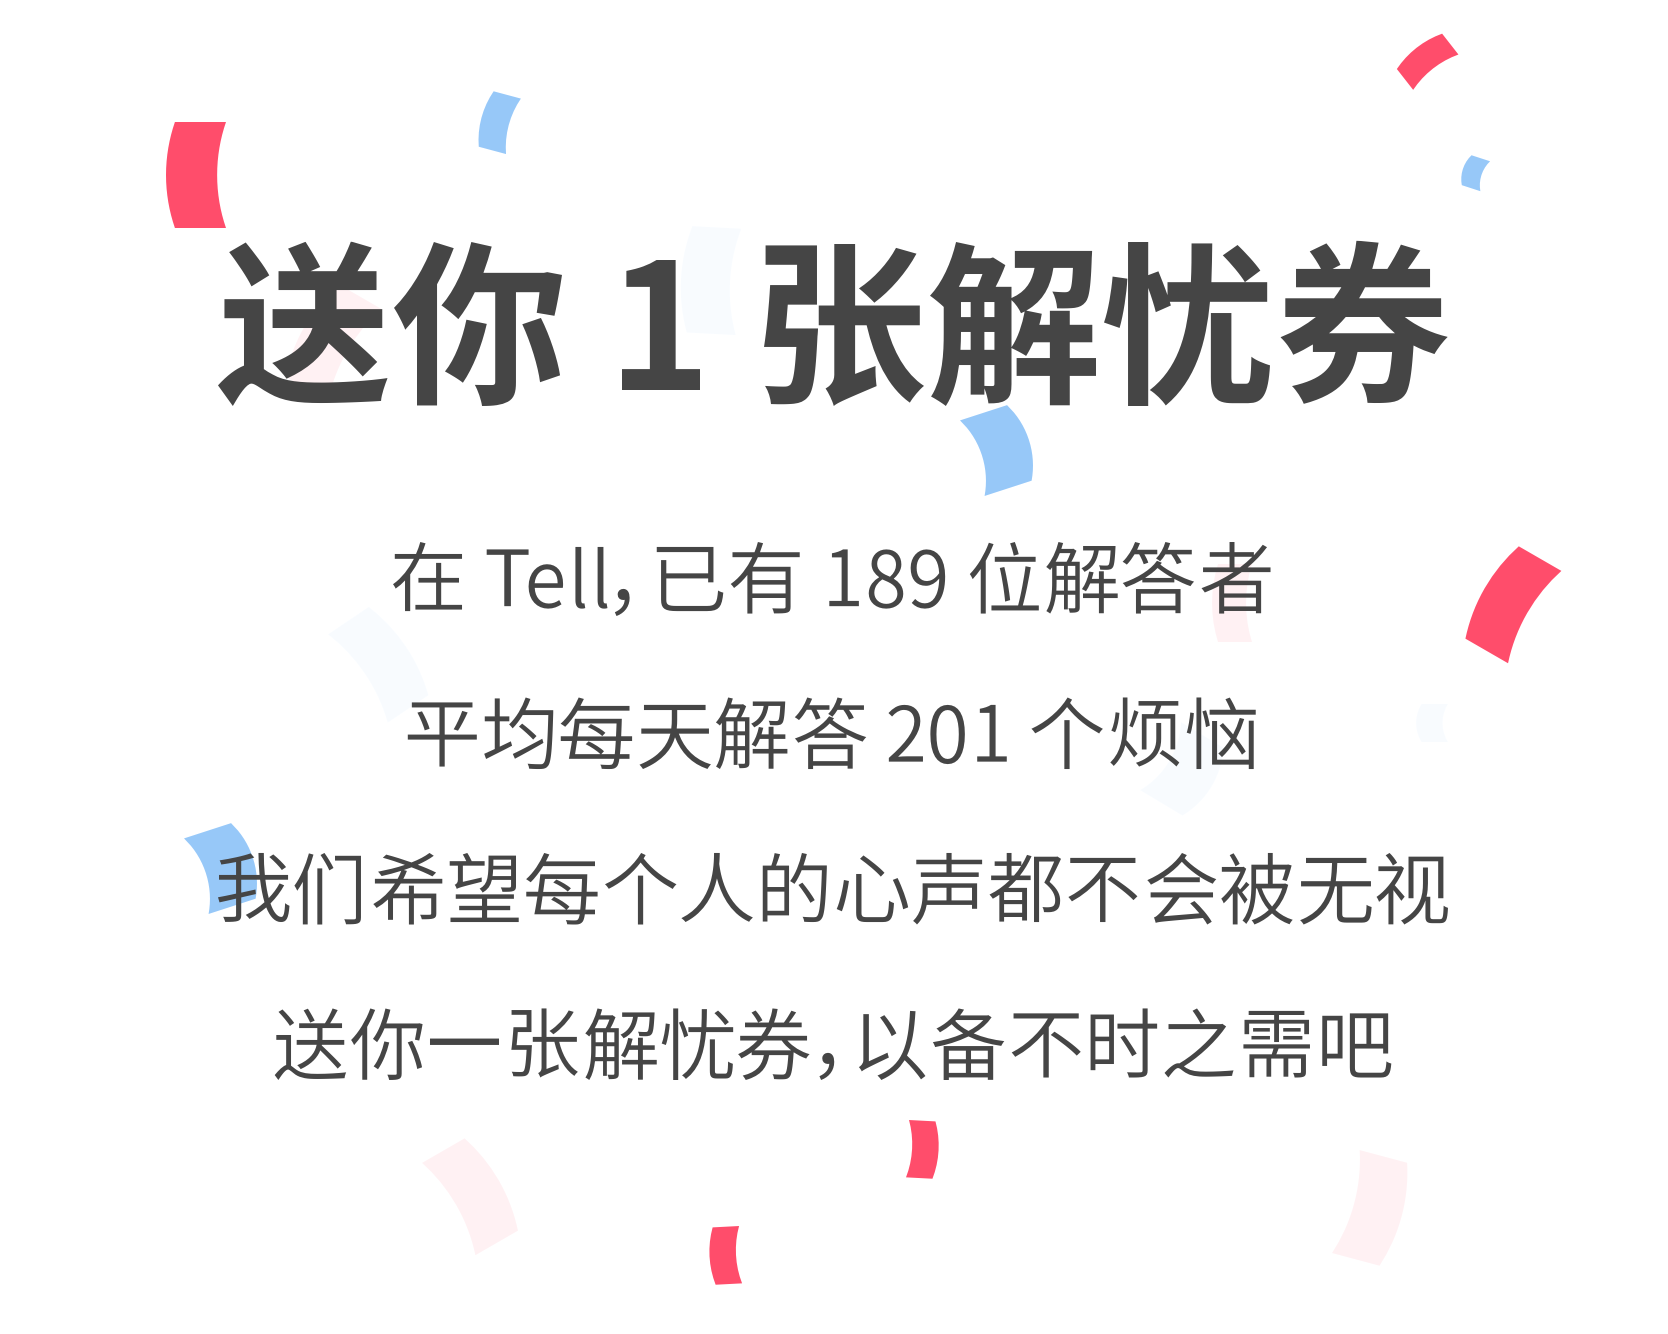 送你 1 张解忧券
在 Tell，已有 189 位解答者
平均每天解答 201 个烦恼
我们希望每个人的心声都不会被无视
送你一张解忧券，以备不时之需吧